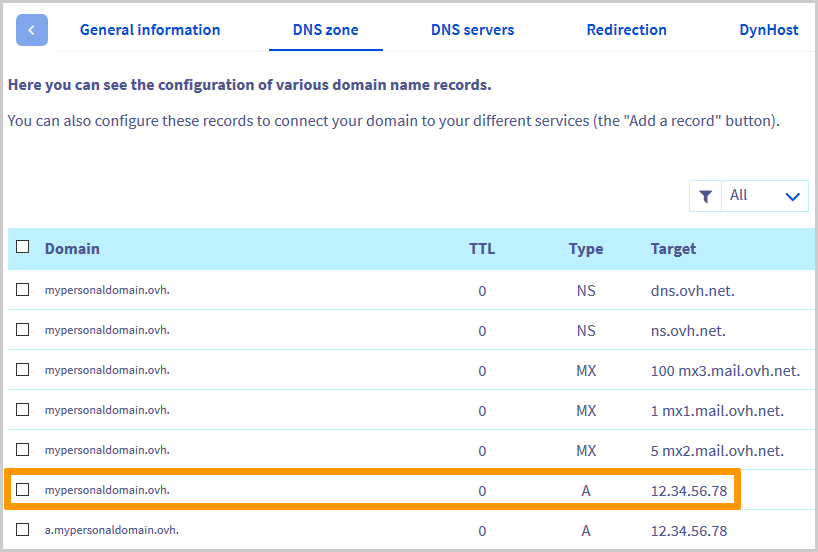 General information DNS zone DNS servers Redirection DynHost
Here you can see the configuration of various domain name records.
You can also configure these records to connect your domain to your different services (the "Add a record" button).
All
Domain TTL Type Target
mypersonaldomain.ovh. 0 NS dns.ovh.net.
mypersonaldomain.ovh. 0 NS ns.ovh.net.
mypersonaldomain.ovh. 0 MX 100 mx3.mail.ovh.net.
mypersonaldomain.ovh. 0 MX 1 mx1.mail.ovh.net.
mypersonaldomain.ovh. 0 MX 5 mx2.mail.ovh.net.
mypersonaldomain.ovh. 0 A 12.34.56.78
a.mypersonaldomain.ovh. 0 A 12.34.56.78